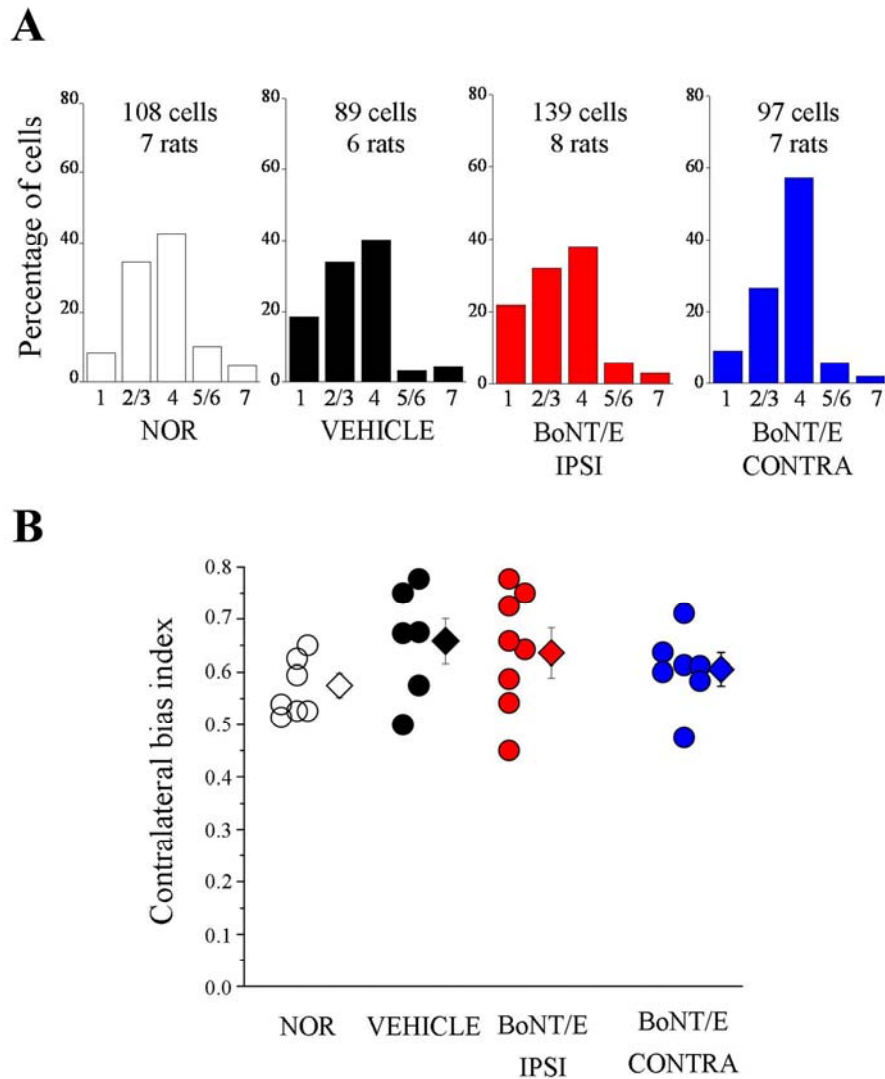 A
108 cells
7 rats
89 cells
6 rats
139 cells
8 rats
97 cells
7 rats
Percentage of cells
80
60
40
20
0
1 2/3 4 5/6 7
NOR
80
60
40
20
0
1 2/3 4 5/6 7
VEHICLE
80
60
40
20
0
1 2/3 4 5/6 7
BoNT/E
IPSI
80
60
40
20
0
1 2/3 4 5/6 7
BoNT/E
CONTRA
B
Contralateral bias index
0.8
0.7
0.6
0.5
0.4
0.3
0.2
0.1
0.0
NOR
VEHICLE
BoNT/E
IPSI
BoNT/E
CONTRA